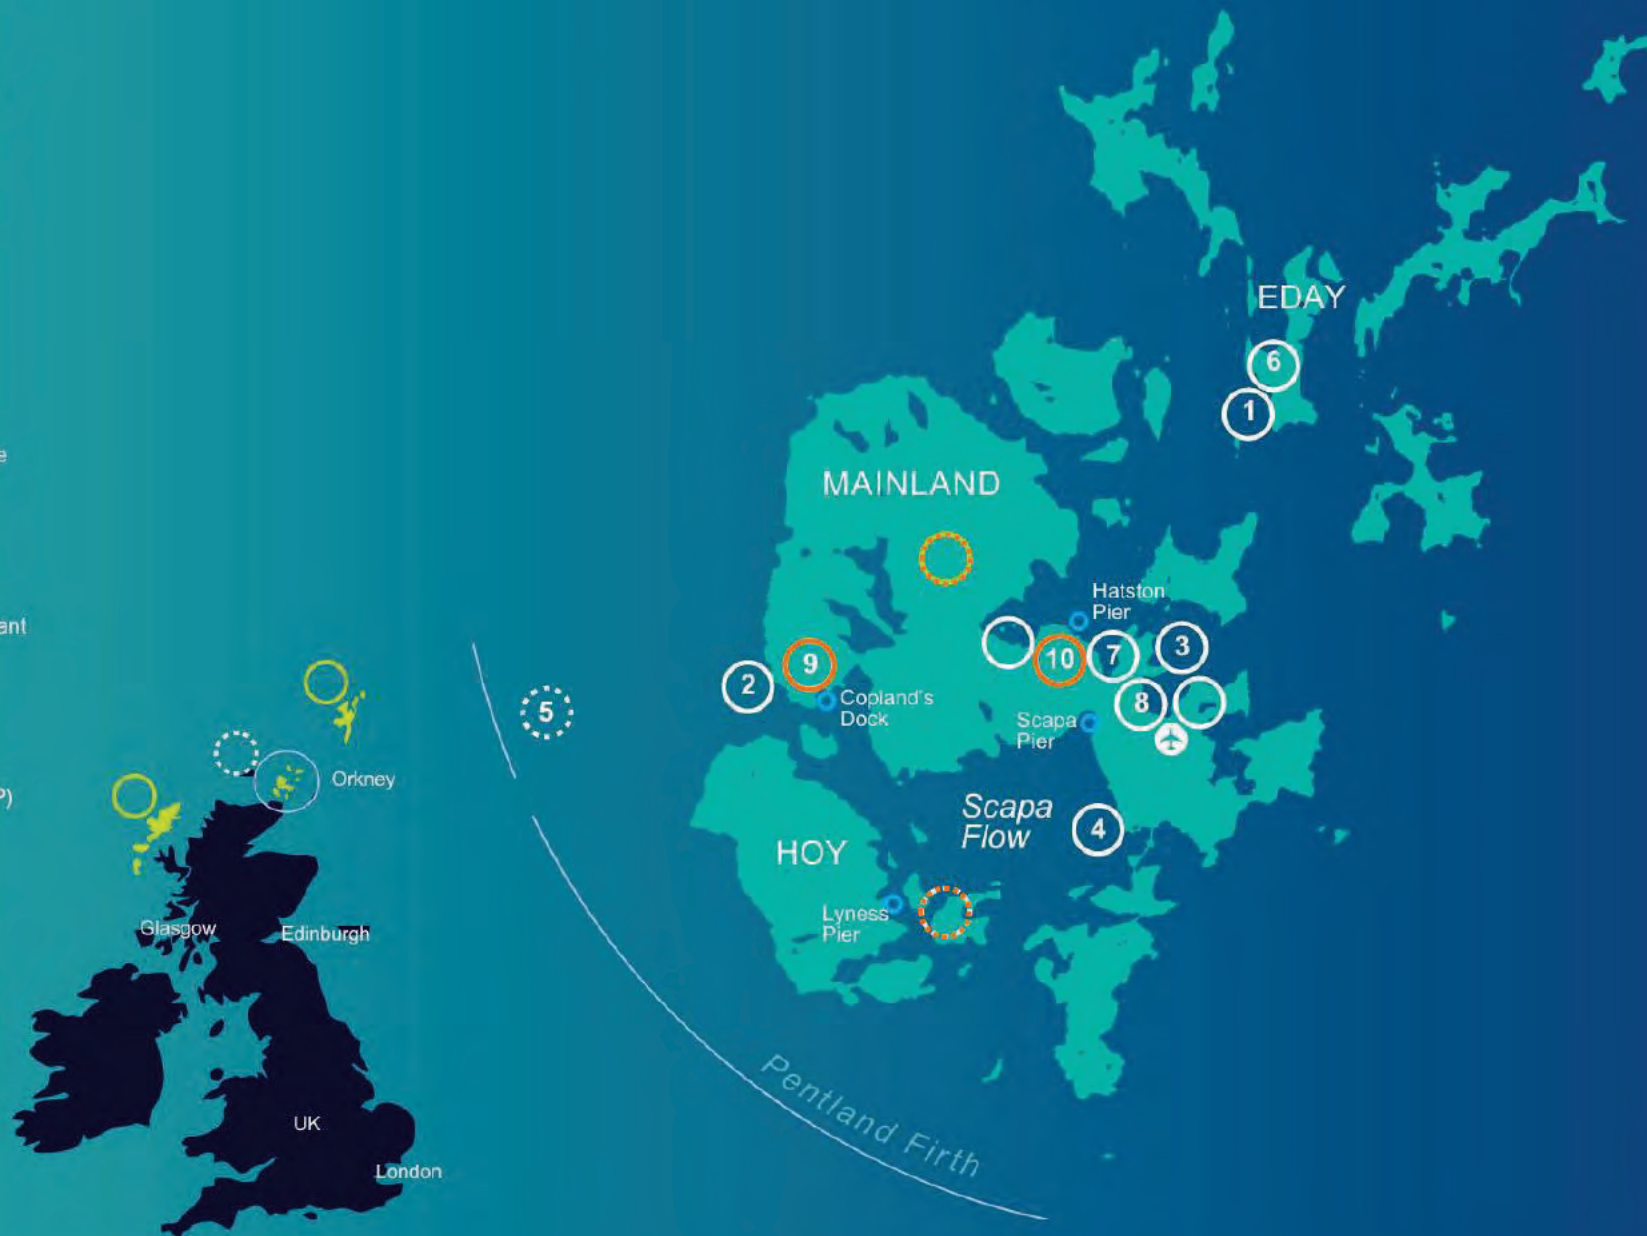 EDAY
6
1
e
MAINLAND
Hatston
Pier
ant
3
7
10
9
2
Copland's
Dock
5
8
Scapa
Pier
Orkney
P)
Scapa
Flow
4
HOY
Lyness
Pier
Glasgow
Edinburgh
Pentland Firth
UK
London